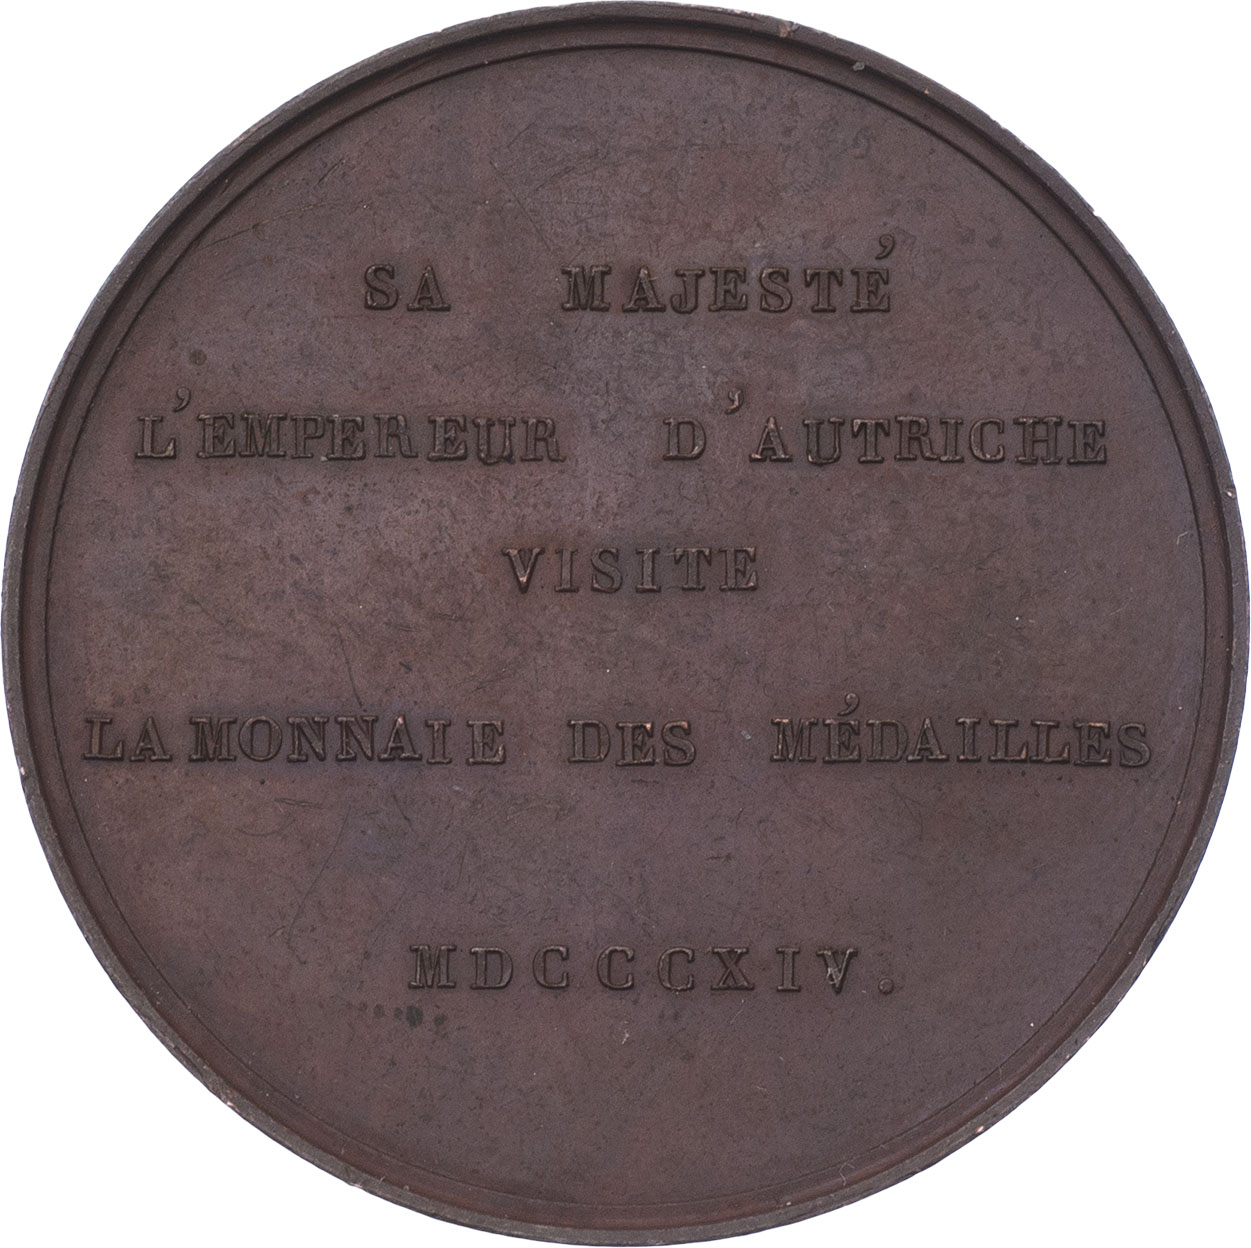 SA MAJESTÉ
L'EMPEREUR D'AUTRICHE
VISITE
LA MONNAIE DES MÉDAILLES
MDCCCXIV.